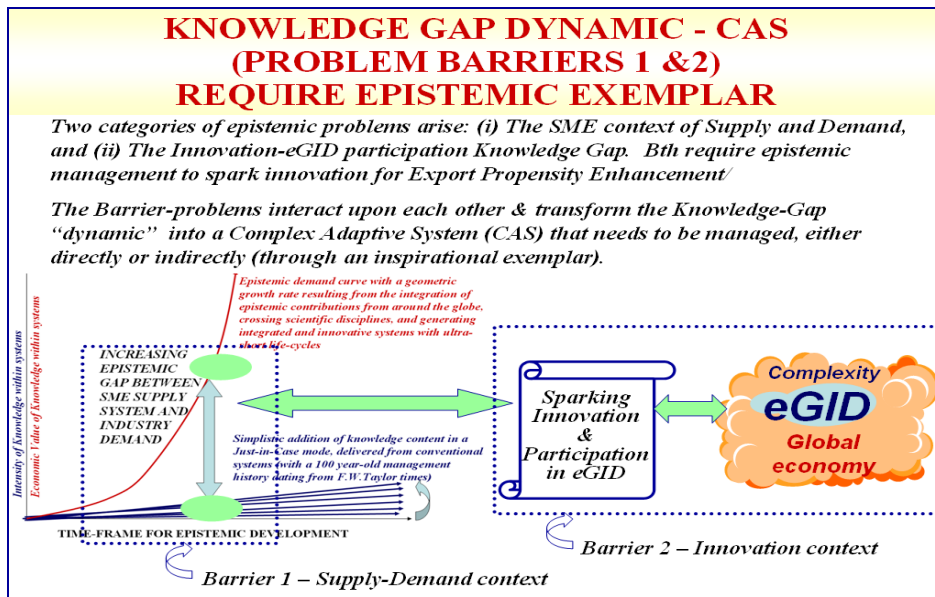 KNOWLEDGE GAP DYNAMIC - CAS
(PROBLEM BARRIERS 1 &2)
REQUIRE EPISTEMIC EXEMPLAR
Two categories of epistemic problems arise: (i) The SME context of Supply and Demand,
and (ii) The Innovation-eGID participation Knowledge Gap.  Bth require epistemic
management to spark innovation for Export Propensity Enhancement/
The Barrier-problems interact upon each other & transform the Knowledge-Gap
“dynamic” into a Complex Adaptive System (CAS) that needs to be managed, either
directly or indirectly (through an inspirational exemplar).
Intensity of Knowledge within systems
Economic Value of Knowledge within systems
Epistemic demand curve with a geometric
growth rate resulting from the integration of
epistemic contributions from around the globe,
crossing scientific disciplines, and generating
integrated and innovative systems with ultra-
short life-cycles
INCREASING
EPISTEMIC
GAP BETWEEN
SME SUPPLY
SYSTEM AND
INDUSTRY
DEMAND
Simplistic addition of knowledge content in a
Just-in-Case mode, delivered from conventional
systems (with a 100 year-old management
history dating from F.W.Taylor times)
TIME-FRAME FOR EPISTEMIC DEVELOPMENT
Barrier 1 – Supply-Demand context
Sparking
Innovation
&
Participation
in eGID
Complexity
eGID
Global
economy
Barrier 2 – Innovation context